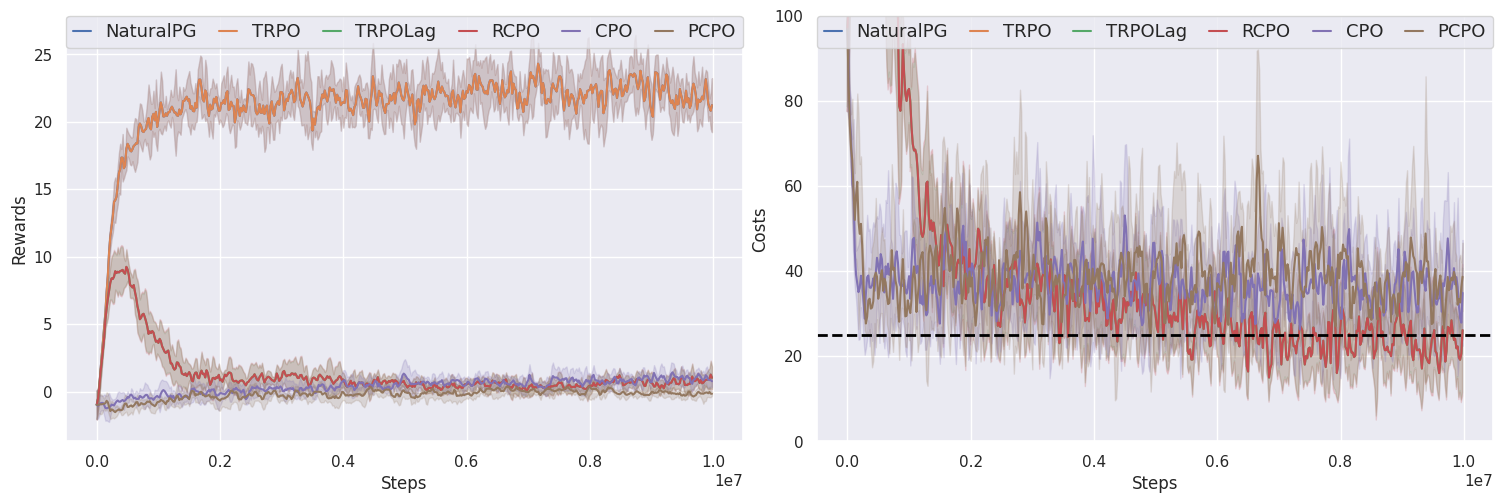 NaturalPG TRPO TRPOLag RCPO CPO PCPO
25
20
15
10
5
0
Rewards
0.0 0.2 0.4 0.6 0.8 1.0
1e7
Steps
NaturalPG TRPO TRPOLag RCPO CPO PCPO
100
80
60
40
20
0
Costs
0.0 0.2 0.4 0.6 0.8 1.0
1e7
Steps